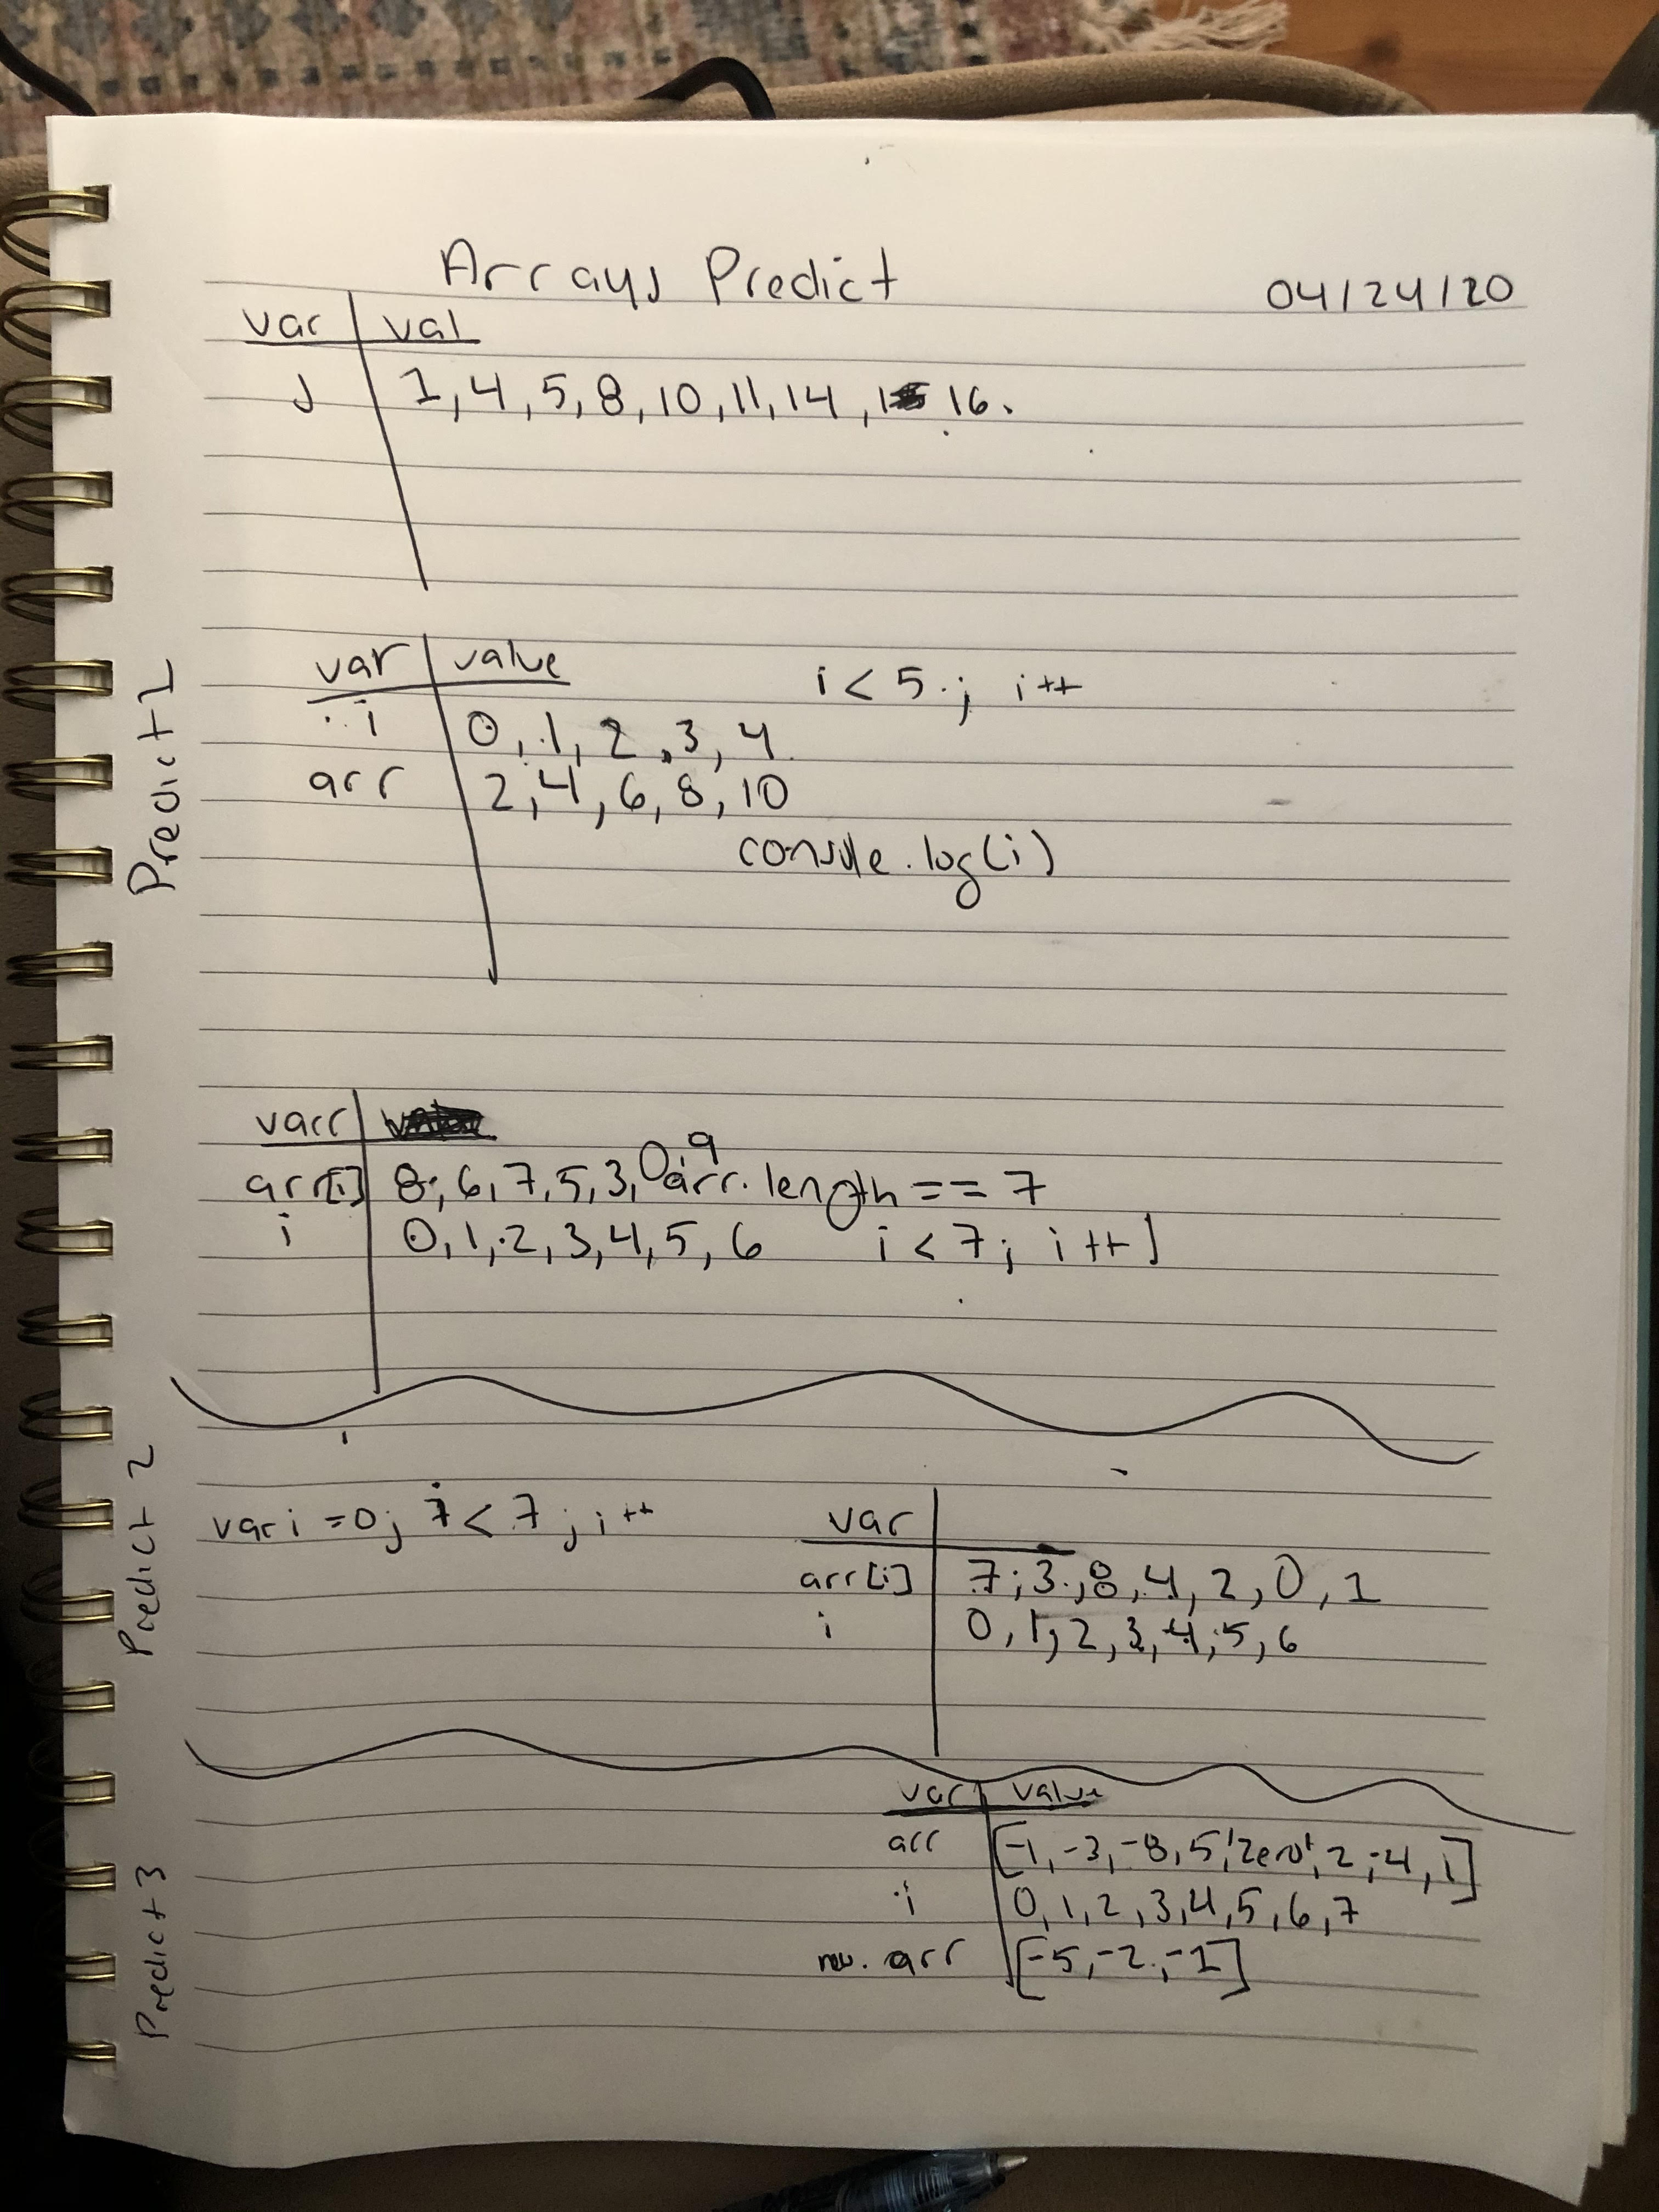 Arrays Predict 04/24/20
var val
J 1, 4, 5, 8, 10, 11, 14, 16.
Predict 1
var value i < 5; i++
i 0, 1, 2, 3, 4
arr 2, 4, 6, 8, 10
console.log(i)
varr
arr[i] 8, 6, 7, 5, 3, 0, 9 arr.length == 7
i 0, 1, 2, 3, 4, 5, 6 i < 7; i++]
Predict 2
var i = 0; < 7; i++ var
arr[i] 7, 3, 8, 4, 2, 0, 1
i 0, 1, 2, 3, 4, 5, 6
Predict 3
var value
arr [-1, -3, -8, 5, 'Zero', 2, -4, 1]
i 0, 1, 2, 3, 4, 5, 6, 7
arr [-5, -2, -1]